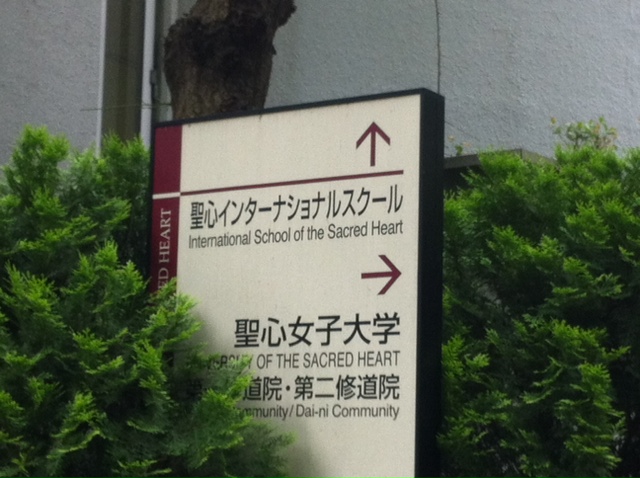 聖心インターナショナルスクール
International School of the Sacred Heart
聖心女子大学
OF THE SACRED HEART
道院・第二修道院
Dai-ni Community
HEART